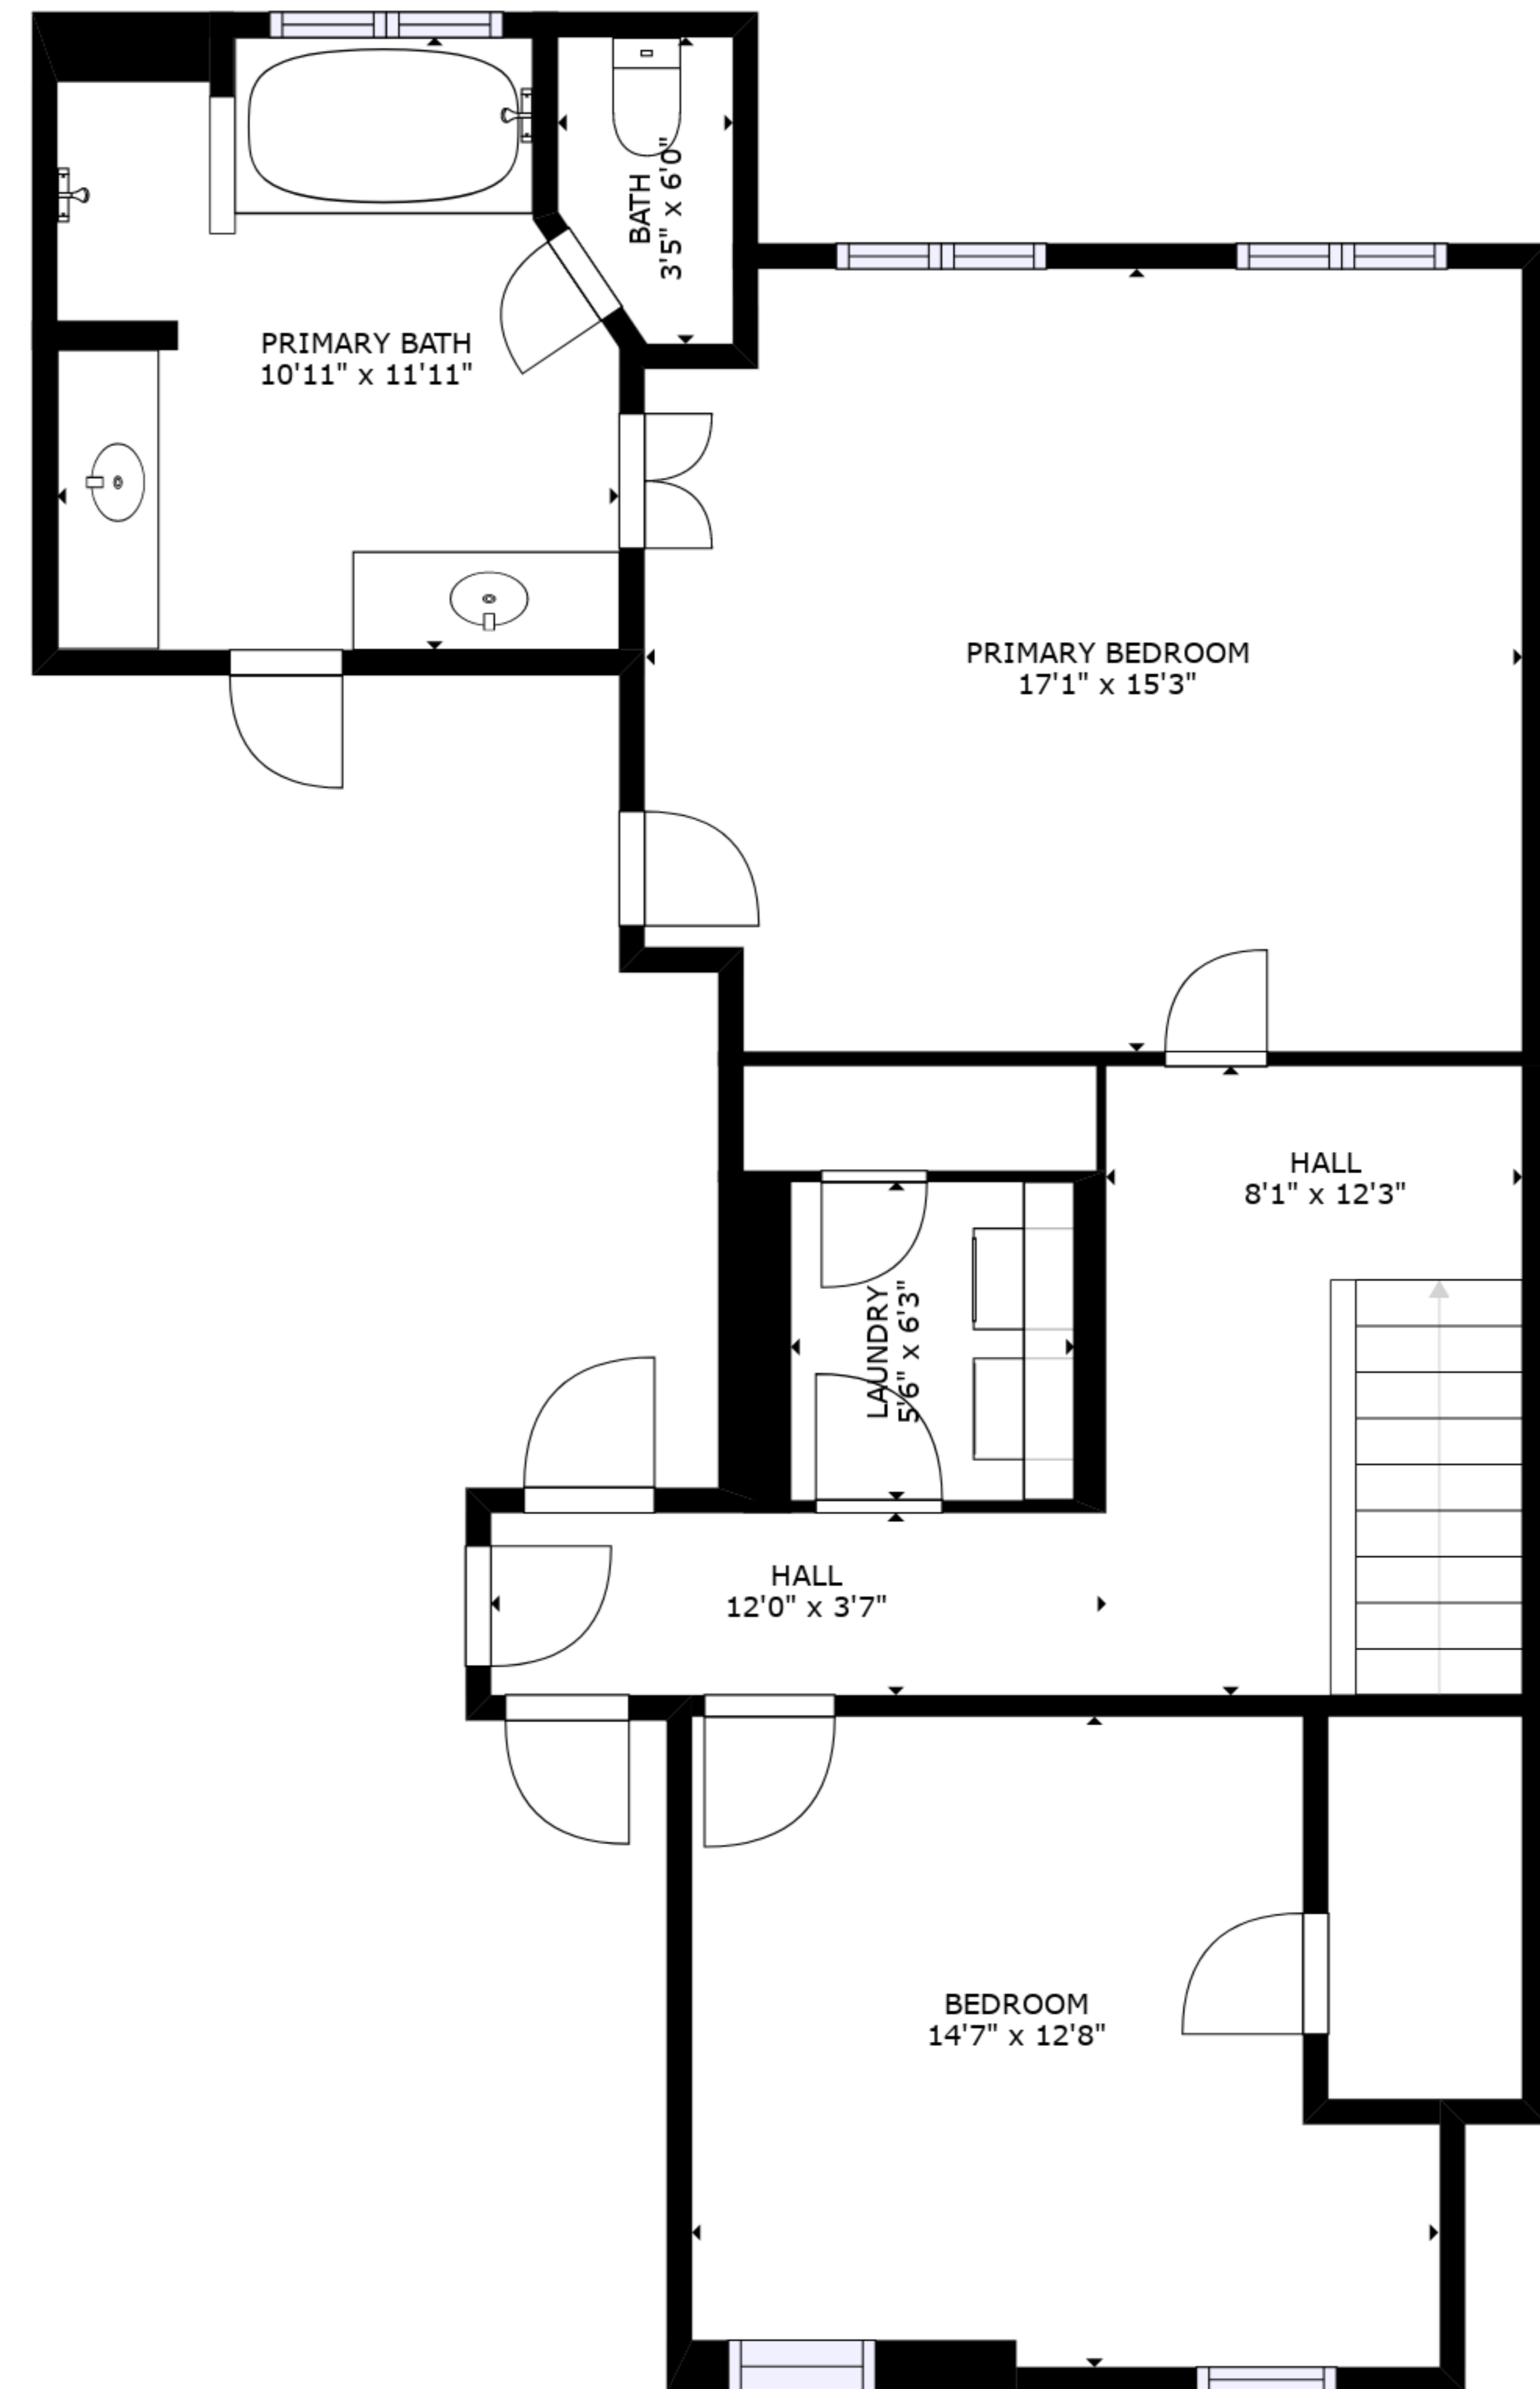 BATH
3'5" x 6'0"
PRIMARY BATH
10'11" x 11'11"
PRIMARY BEDROOM
17'1" x 15'3"
HALL
8'1" x 12'3"
LAUNDRY
5'6" x 6'3"
HALL
12'0" x 3'7"
BEDROOM
14'7" x 12'8"